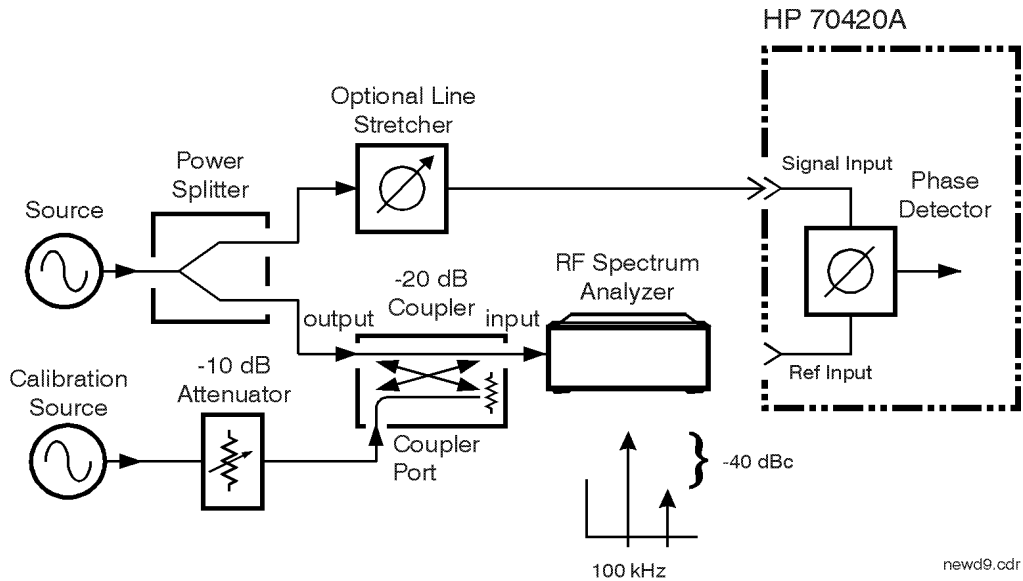 HP 70420A
Optional Line
Stretcher
Power
Splitter
Signal Input
Phase
Detector
Source
-20 dB
Coupler
RF Spectrum
Analyzer
output
input
-10 dB
Attenuator
Calibration
Source
Ref Input
Coupler
Port
-40 dBc
100 kHz
newd9.cdr